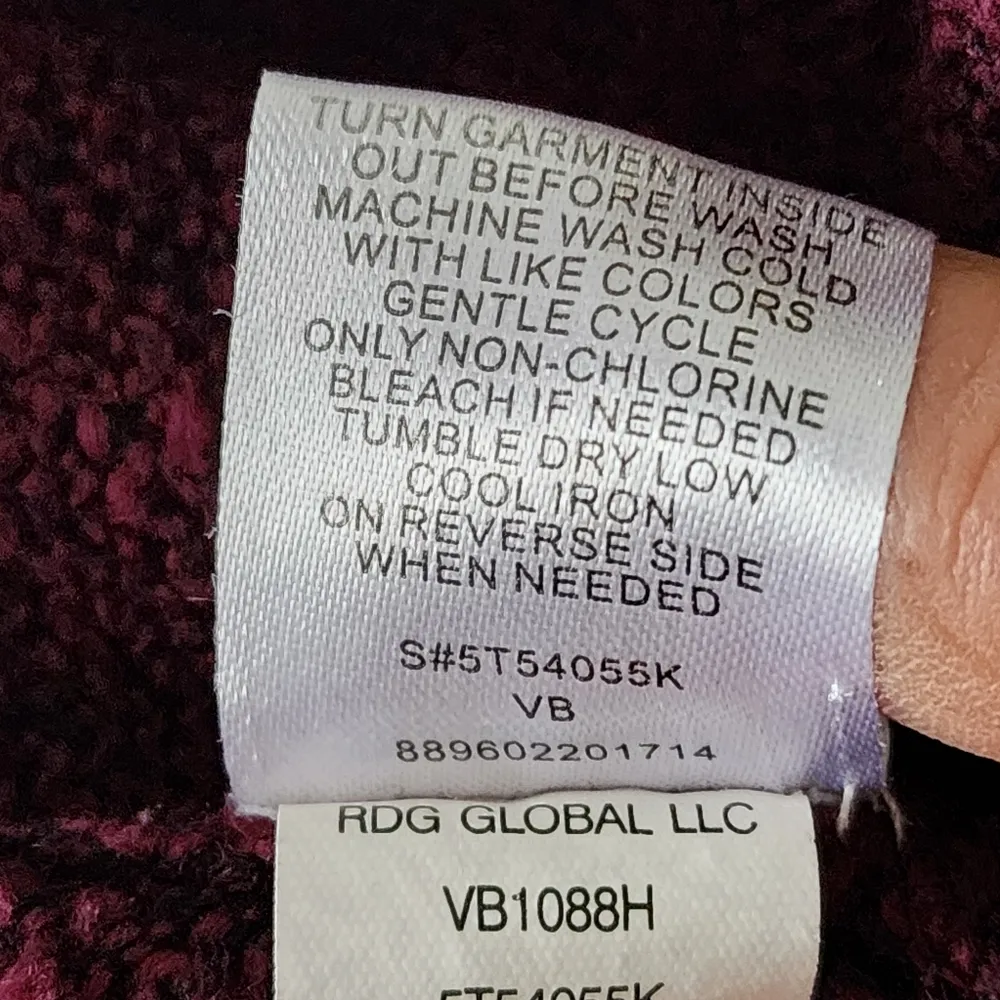 TURN GARMENT INSIDE
OUT BEFORE WASH
MACHINE WASH COLD
WITH LIKE COLORS
GENTLE CYCLE
ONLY NON-CHLORINE
BLEACH IF NEEDED
TUMBLE DRY LOW
COOL IRON
ON REVERSE SIDE
WHEN NEEDED
S#5T54055K
VB
889602201714
RDG GLOBAL LLC
VB1088H
5T54055K